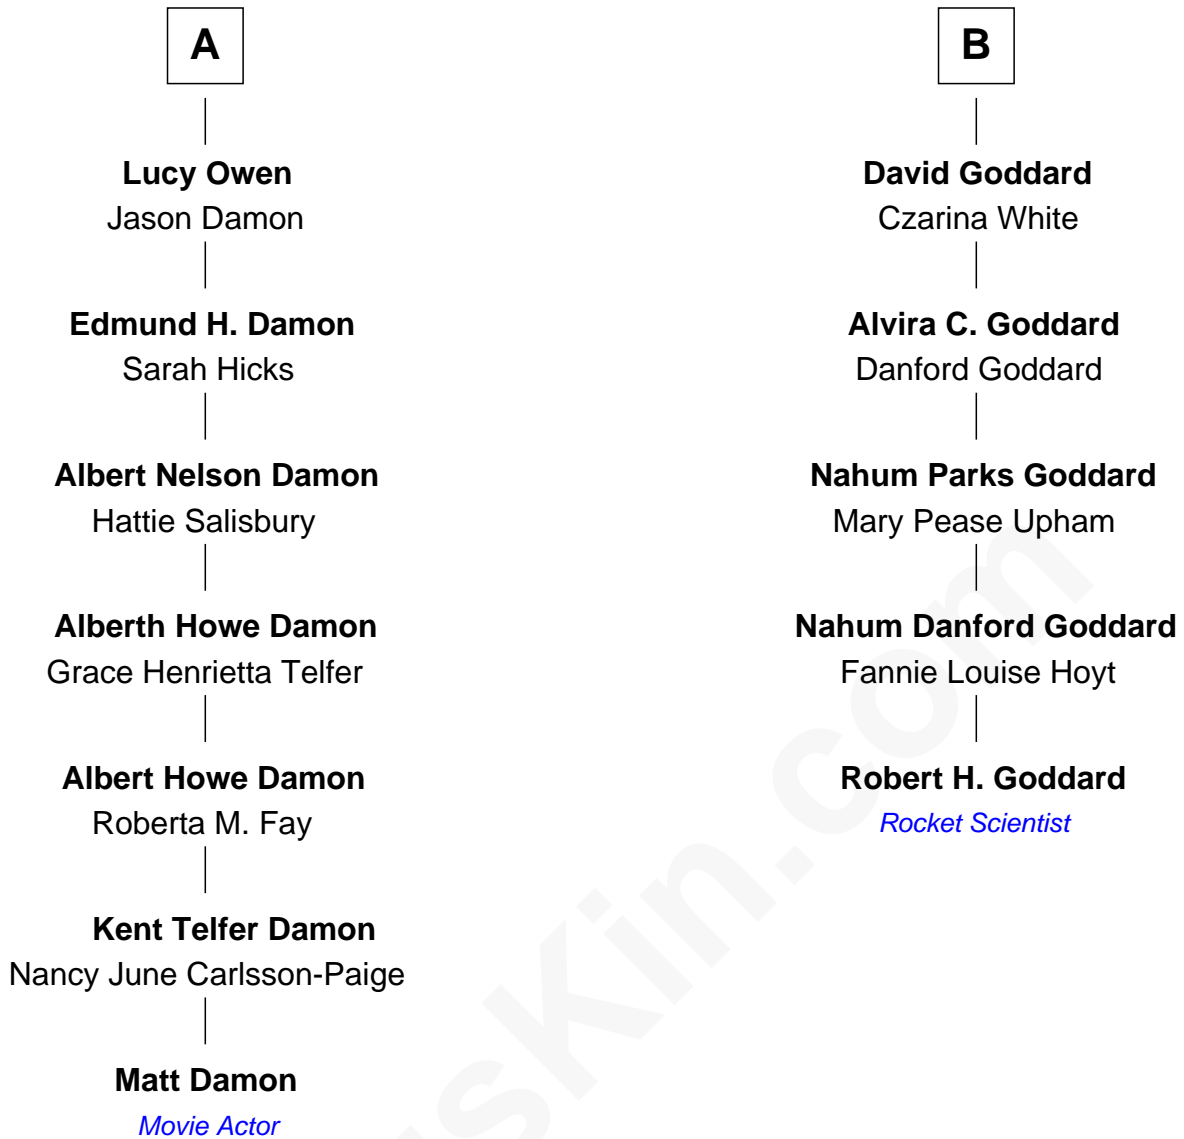 A
Lucy Owen
Jason Damon
Edmund H. Damon
Sarah Hicks
Albert Nelson Damon
Hattie Salisbury
Alberth Howe Damon
Grace Henrietta Telfer
Albert Howe Damon
Roberta M. Fay
Kent Telfer Damon
Nancy June Carlsson-Paige
Matt Damon
Movie Actor
B
David Goddard
Czarina White
Alvira C. Goddard
Danford Goddard
Nahum Parks Goddard
Mary Pease Upham
Nahum Danford Goddard
Fannie Louise Hoyt
Robert H. Goddard
Rocket Scientist
sKin.com